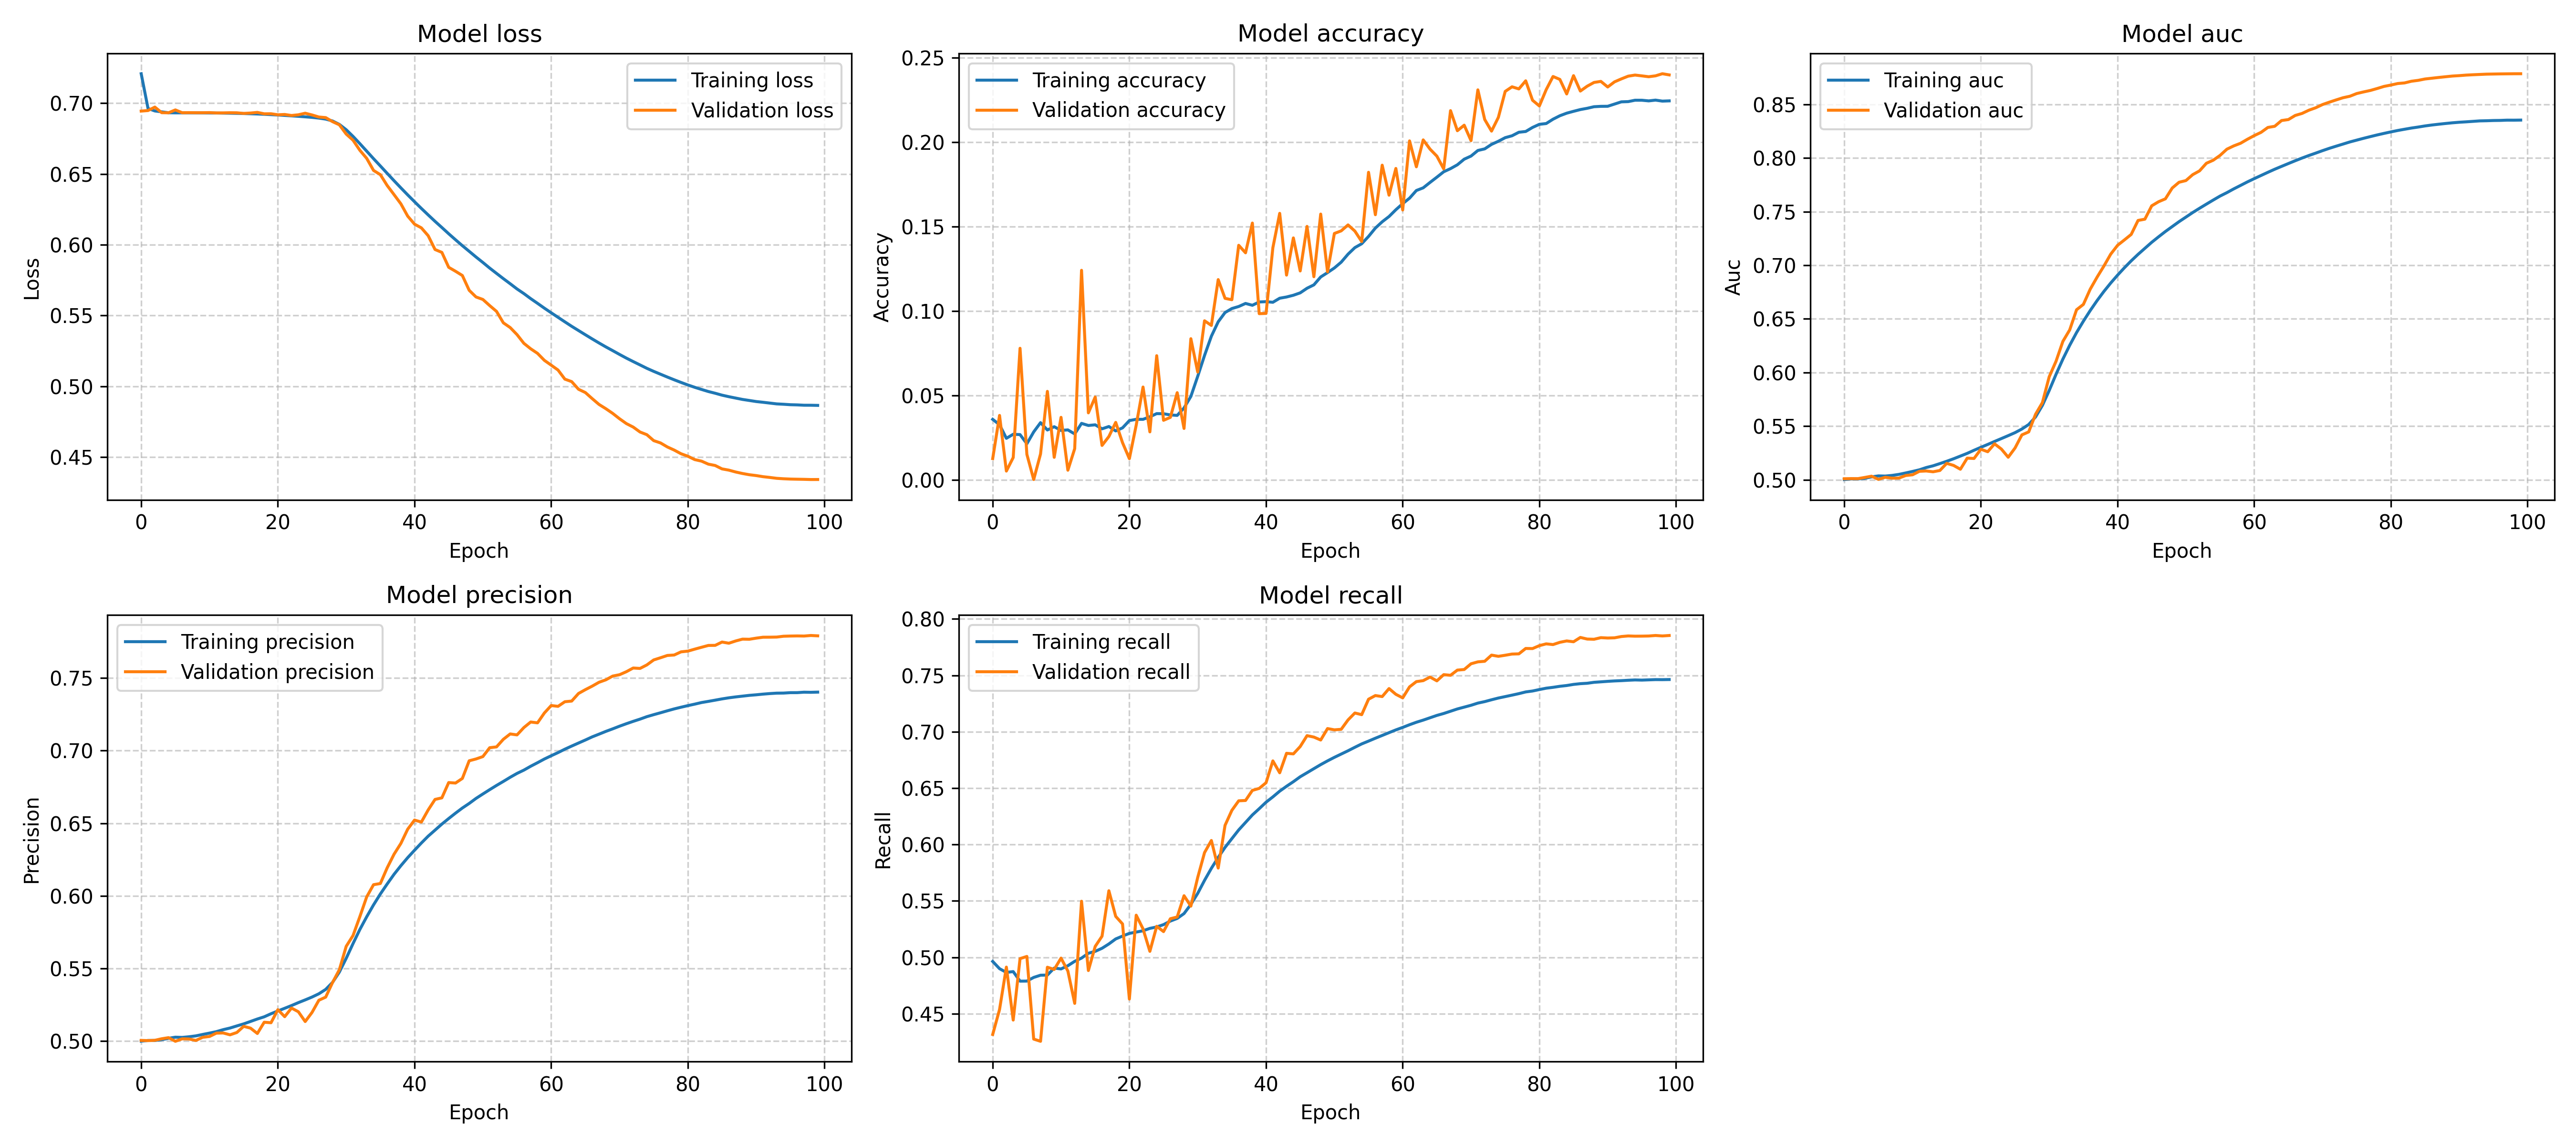 Model loss
Training loss
Validation loss
0.70
0.65
0.60
0.55
0.50
0.45
Loss
0 20 40 60 80 100
Epoch
Model accuracy
Training accuracy
Validation accuracy
0.25
0.20
0.15
0.10
0.05
0.00
Accuracy
0 20 40 60 80 100
Epoch
Model auc
Training auc
Validation auc
0.85
0.80
0.75
0.70
0.65
0.60
0.55
0.50
Auc
0 20 40 60 80 100
Epoch
Model precision
Training precision
Validation precision
0.75
0.70
0.65
0.60
0.55
0.50
Precision
0 20 40 60 80 100
Epoch
Model recall
Training recall
Validation recall
0.80
0.75
0.70
0.65
0.60
0.55
0.50
0.45
Recall
0 20 40 60 80 100
Epoch